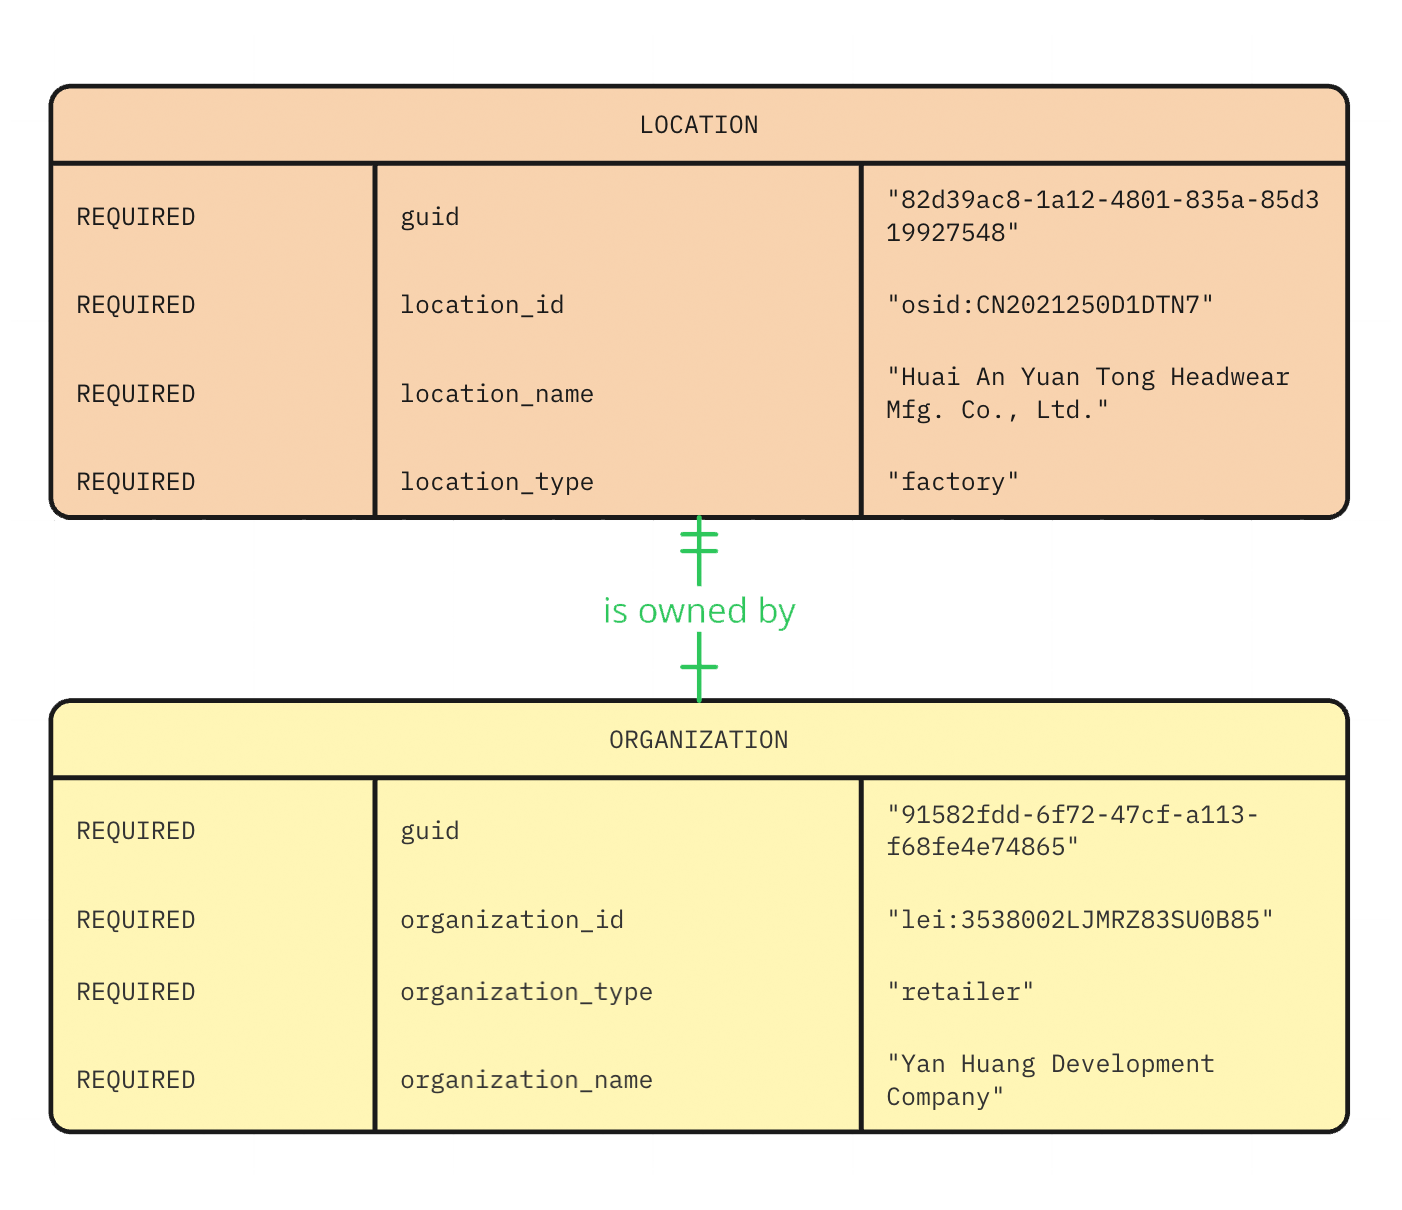 LOCATION
REQUIRED guid "82d39ac8-1a12-4801-835a-85d3
19927548"
REQUIRED location_id "osid:CN2021250D1DTN7"
REQUIRED location_name "Huai An Yuan Tong Headwear
Mfg. Co., Ltd."
REQUIRED location_type "factory"
is owned by
ORGANIZATION
REQUIRED guid "91582fdd-6f72-47cf-a113-
f68fe4e74865"
REQUIRED organization_id "lei:3538002LJMRZ83SU0B85"
REQUIRED organization_type "retailer"
REQUIRED organization_name "Yan Huang Development
Company"